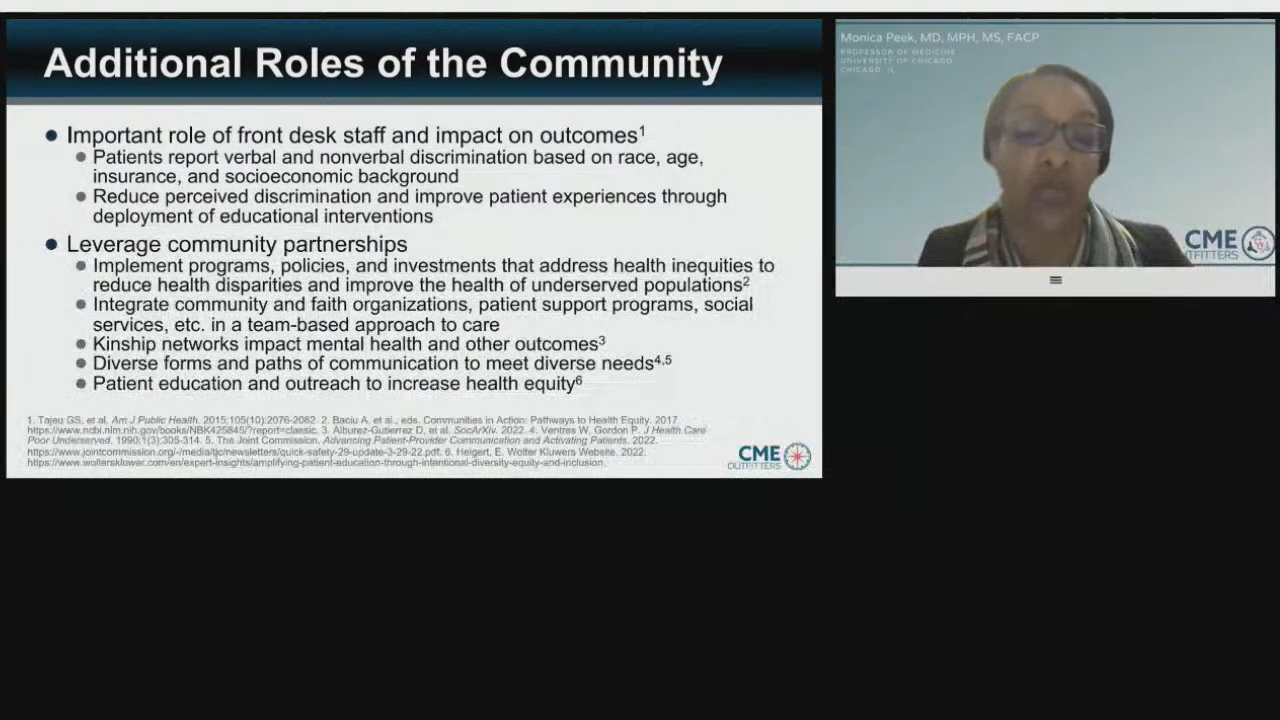 Additional Roles of the Community
● Important role of front desk staff and impact on outcomes1
● Patients report verbal and nonverbal discrimination based on race, age,
insurance, and socioeconomic background
● Reduce perceived discrimination and improve patient experiences through
deployment of educational interventions
● Leverage community partnerships
● Implement programs, policies, and investments that address health inequities to
reduce health disparities and improve the health of underserved populations2
● Integrate community and faith organizations, patient support programs, social
services, etc. in a team-based approach to care
● Kinship networks impact mental health and other outcomes3
● Diverse forms and paths of communication to meet diverse needs4,5
● Patient education and outreach to increase health equity6
1. Tajeu GS, et al. Am J Public Health. 2015;105(10):2076-2082. 2. Baciu A. et al., eds. Communities in Action: Pathways to Health Equity. 2017.
https://www.ncbi.nlm.nih.gov/books/NBK425845/?report=classic. 3. Alburez-Gutierrez D, et al. SocArXiv. 2022. 4. Ventres W, Gordon P. J Health Care
Poor Underserved. 1990;1(3):305-314. 5. The Joint Commission. Advancing Patient-Provider Communication and Activating Patients. 2022.
https://www.jointcommission.org/-/media/tjc/newsletters/quick-safety-29-update-3-29-22.pdf. 6. Heigert, E. Wolter Kluwers Website. 2022.
https://www.wolterskluwer.com/en/expert-insights/amplifying-patient-education-through-intentional-diversity-equity-and-inclusion.
CME
OUTFITTERS
Monica Peek, MD, MPH, MS, FACP
PROFESSOR OF MEDICINE
UNIVERSITY OF CHICAGO
CHICAGO, IL
CME
UTFITTERS